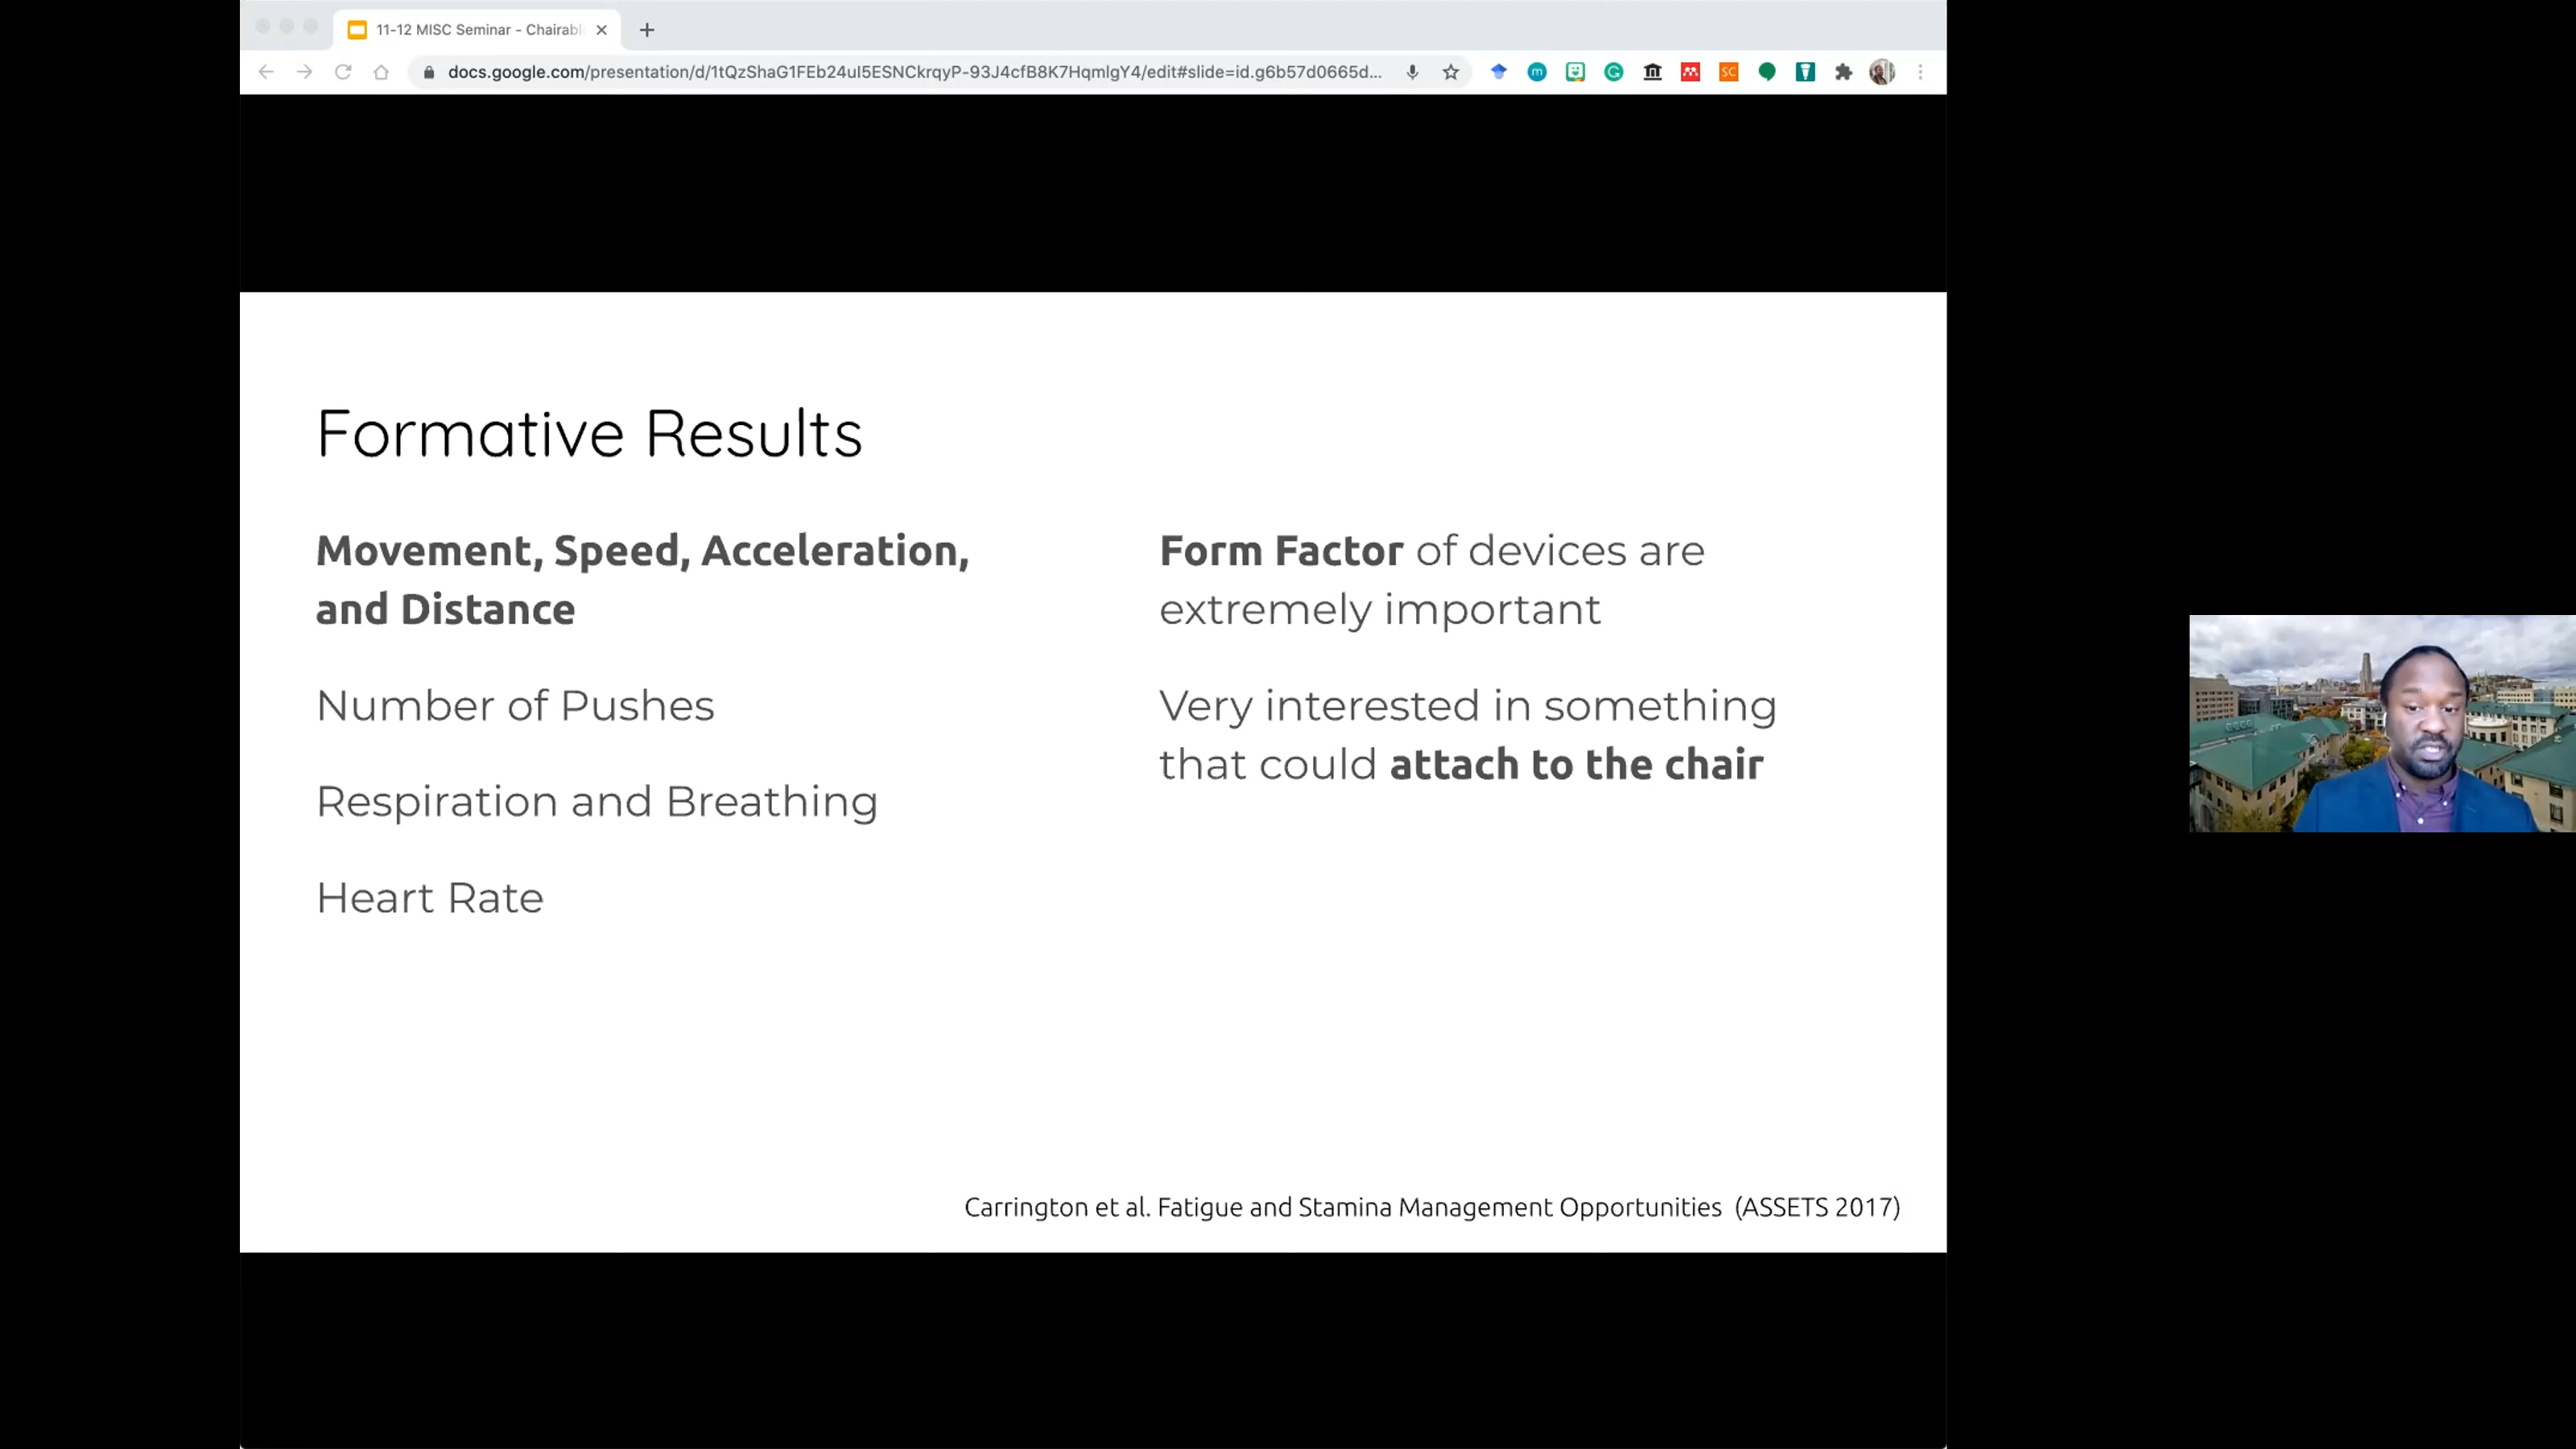 11-12 MISC Seminar - Chairabl
docs.google.com/presentation/d/1tQzShaG1FEb24uI5ESNCkrqyP-93J4cfB8K7HqmlgY4/edit#slide=id.g6b57d0665d...
Formative Results
Movement, Speed, Acceleration,
and Distance
Number of Pushes
Respiration and Breathing
Heart Rate
Form Factor of devices are
extremely important
Very interested in something
that could attach to the chair
Carrington et al. Fatigue and Stamina Management Opportunities (ASSETS 2017)